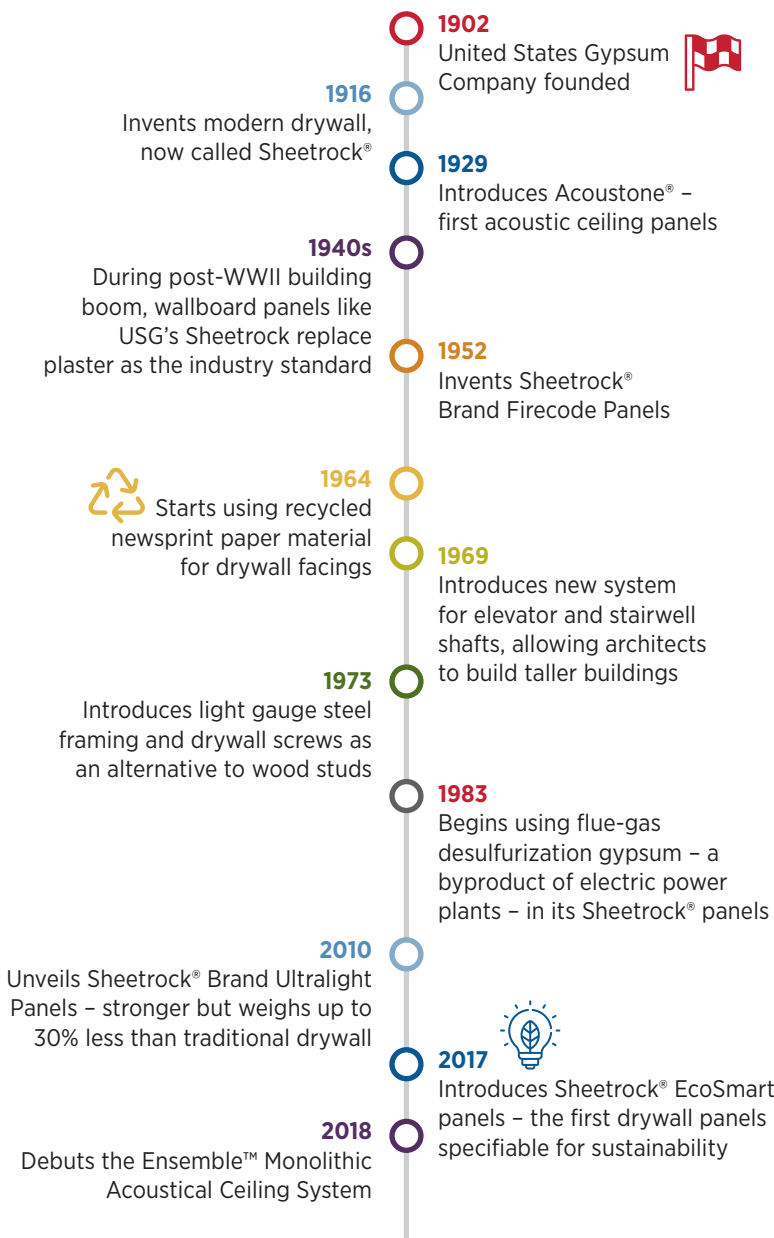 1902
United States Gypsum
Company founded
1916
Invents modern drywall,
now called Sheetrock®
1929
Introduces Acoustone® –
first acoustic ceiling panels
1940s
During post-WWII building
boom, wallboard panels like
USG's Sheetrock replace
plaster as the industry standard
1952
Invents Sheetrock®
Brand Firecode Panels
1964
Starts using recycled
newsprint paper material
for drywall facings
1969
Introduces new system
for elevator and stairwell
shafts, allowing architects
to build taller buildings
1973
Introduces light gauge steel
framing and drywall screws as
an alternative to wood studs
1983
Begins using flue-gas
desulfurization gypsum – a
byproduct of electric power
plants – in its Sheetrock® panels
2010
Unveils Sheetrock® Brand Ultralight
Panels – stronger but weighs up to
30% less than traditional drywall
2017
Introduces Sheetrock® EcoSmart
panels – the first drywall panels
specifiable for sustainability
2018
Debuts the Ensemble™ Monolithic
Acoustical Ceiling System